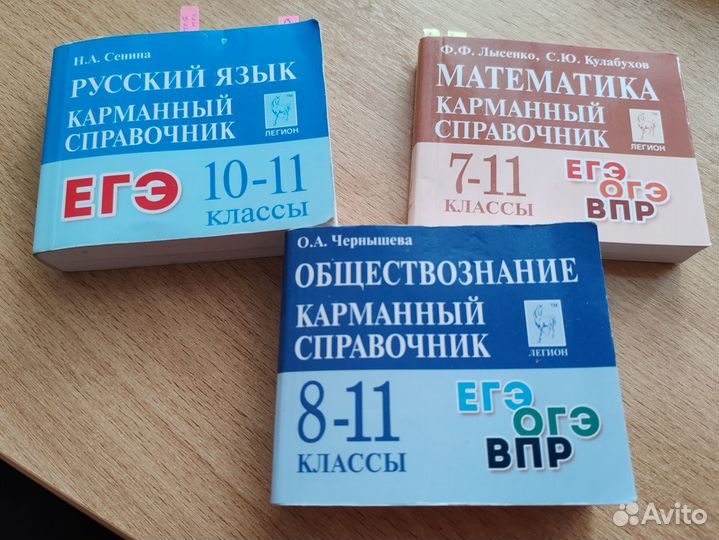 Н.А. Сенина
РУССКИЙ ЯЗЫК
КАРМАННЫЙ
СПРАВОЧНИК
ЛЕГИОН
ЕГЭ
10-11
КЛАССЫ
Ф.Ф. Лысенко, С.Ю. Кулабухов
МАТЕМАТИКА
КАРМАННЫЙ
СПРАВОЧНИК
ЛЕГИОН
7-11
КЛАССЫ
ЕГЭ
ОГЭ
ВПР
О.А. Чернышева
ОБЩЕСТВОЗНАНИЕ
КАРМАННЫЙ
СПРАВОЧНИК
ЛЕГИОН
8-11
КЛАССЫ
ЕГЭ
ОГЭ
ВПР
Avito